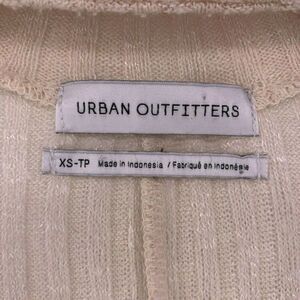 URBAN OUTFITTERS
XS-TP Made in Indonesia / Fabriqué en Indonésie